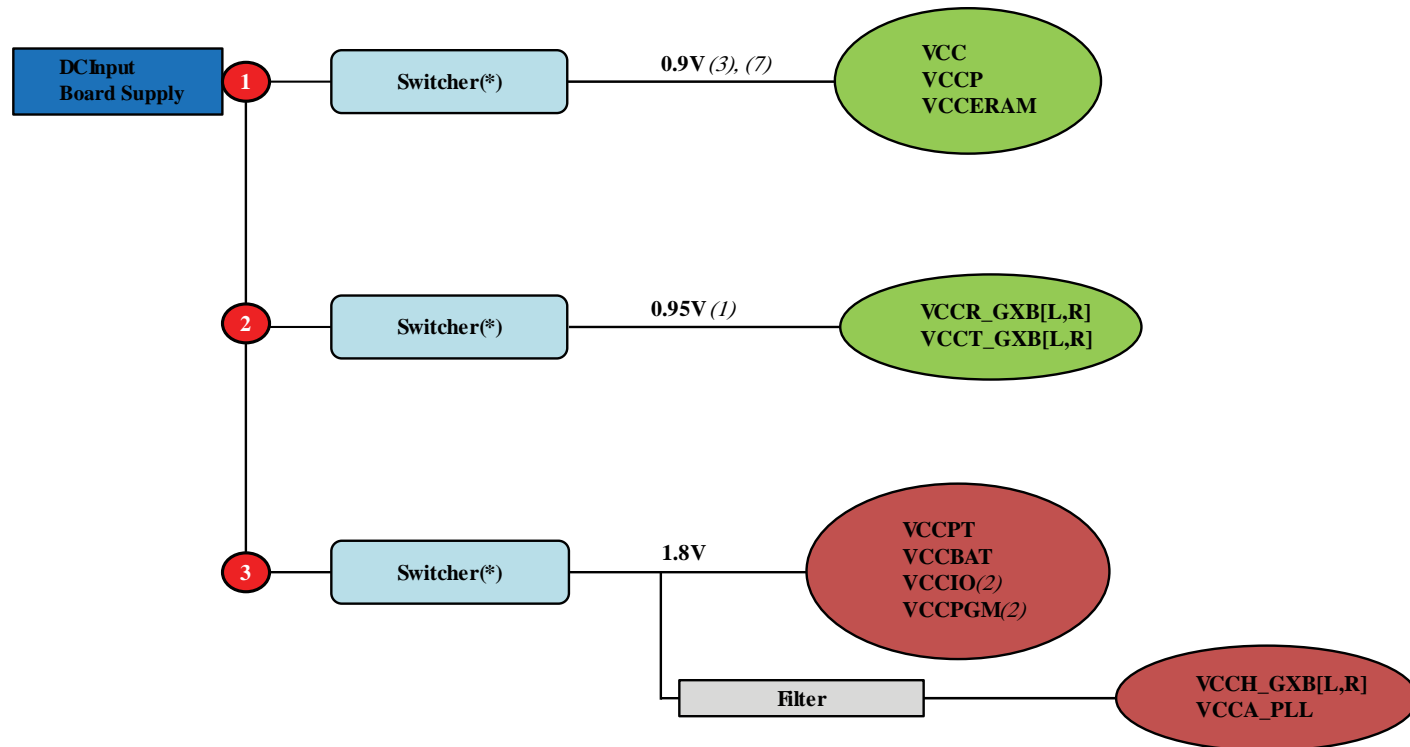 DCInput
Board Supply
1
Switcher(*)
0.9V (3), (7)
VCC
VCCP
VCCERAM
2
Switcher(*)
0.95V (1)
VCCR_GXB[L,R]
VCCT_GXB[L,R]
3
Switcher(*)
1.8V
VCCPT
VCCBAT
VCCIO(2)
VCCPGM(2)
Filter
VCCH_GXB[L,R]
VCCA_PLL